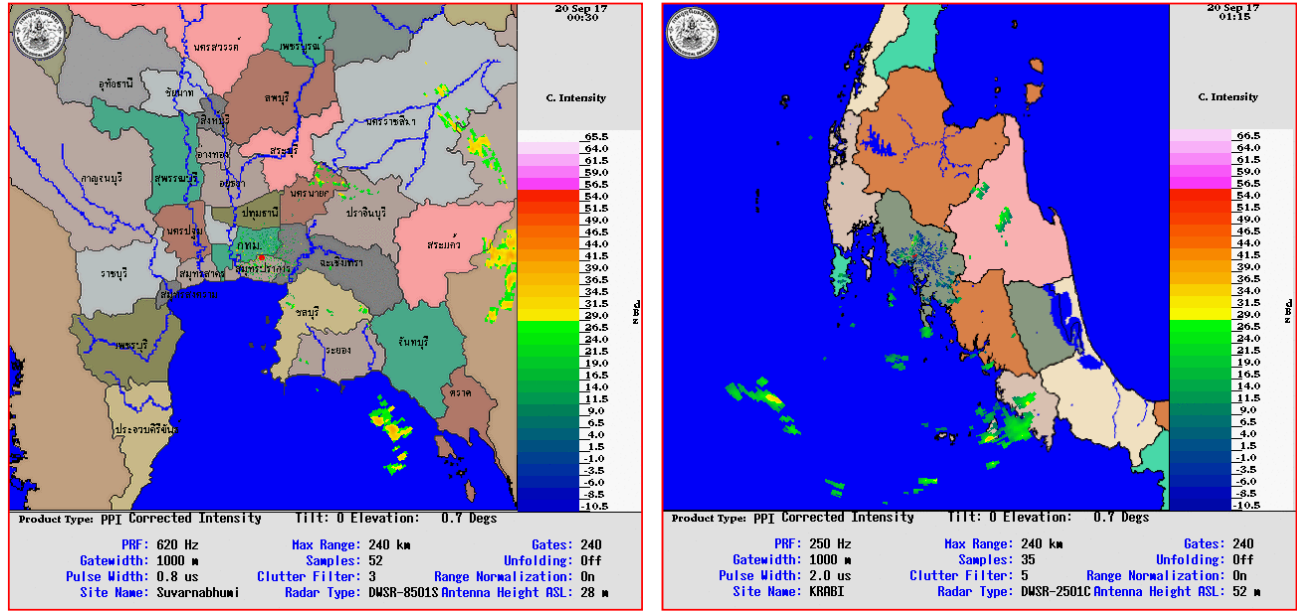 20 Sep 17
00:30
C. Intensity
65.5
64.0
61.5
59.0
56.5
54.0
51.5
49.0
46.5
44.0
41.5
39.0
36.5
34.0
31.5
29.0
26.5
24.0
21.5
19.0
16.5
14.0
11.5
9.0
6.5
4.0
1.5
-1.0
-3.5
-6.0
-8.5
-10.5
dBZ
นครสวรรค์
เพชรบูรณ์
อุทัยธานี
ชัยนาท
ลพบุรี
สิงห์บุรี
นครราชสีมา
อ่างทอง
สระบุรี
กาญจนบุรี
สุพรรณบุรี
อยุธยา
นครนายก
ปราจีนบุรี
ปทุมธานี
นครปฐม
กทม.
สระแก้ว
ราชบุรี
สมุทรสาคร
สมุทรปราการ
ฉะเชิงเทรา
สมุทรสงคราม
ชลบุรี
เพชรบุรี
ระยอง
จันทบุรี
ตราด
ประจวบคีรีขันธ์
Product Type: PPI Corrected Intensity Tilt: 0 Elevation: 0.7 Degs
PRF: 620 Hz Max Range: 240 km Gates: 240
Gatewidth: 1000 m Samples: 52 Unfolding: Off
Pulse Width: 0.8 us Clutter Filter: 3 Range Normalization: On
Site Name: Suvarnabhumi Radar Type: DWSR-8501S Antenna Height ASL: 28 m
20 Sep 17
01:15
C. Intensity
66.5
64.0
61.5
59.0
56.5
54.0
51.5
49.0
46.5
44.0
41.5
39.0
36.5
34.0
31.5
29.0
26.5
24.0
21.5
19.0
16.5
14.0
11.5
9.0
6.5
4.0
1.5
-1.0
-3.5
-6.0
-8.5
-10.5
dBZ
Product Type: PPI Corrected Intensity Tilt: 0 Elevation: 0.7 Degs
PRF: 250 Hz Max Range: 240 km Gates: 240
Gatewidth: 1000 m Samples: 35 Unfolding: Off
Pulse Width: 2.0 us Clutter Filter: 5 Range Normalization: On
Site Name: KRABI Radar Type: DWSR-2501C Antenna Height ASL: 52 m